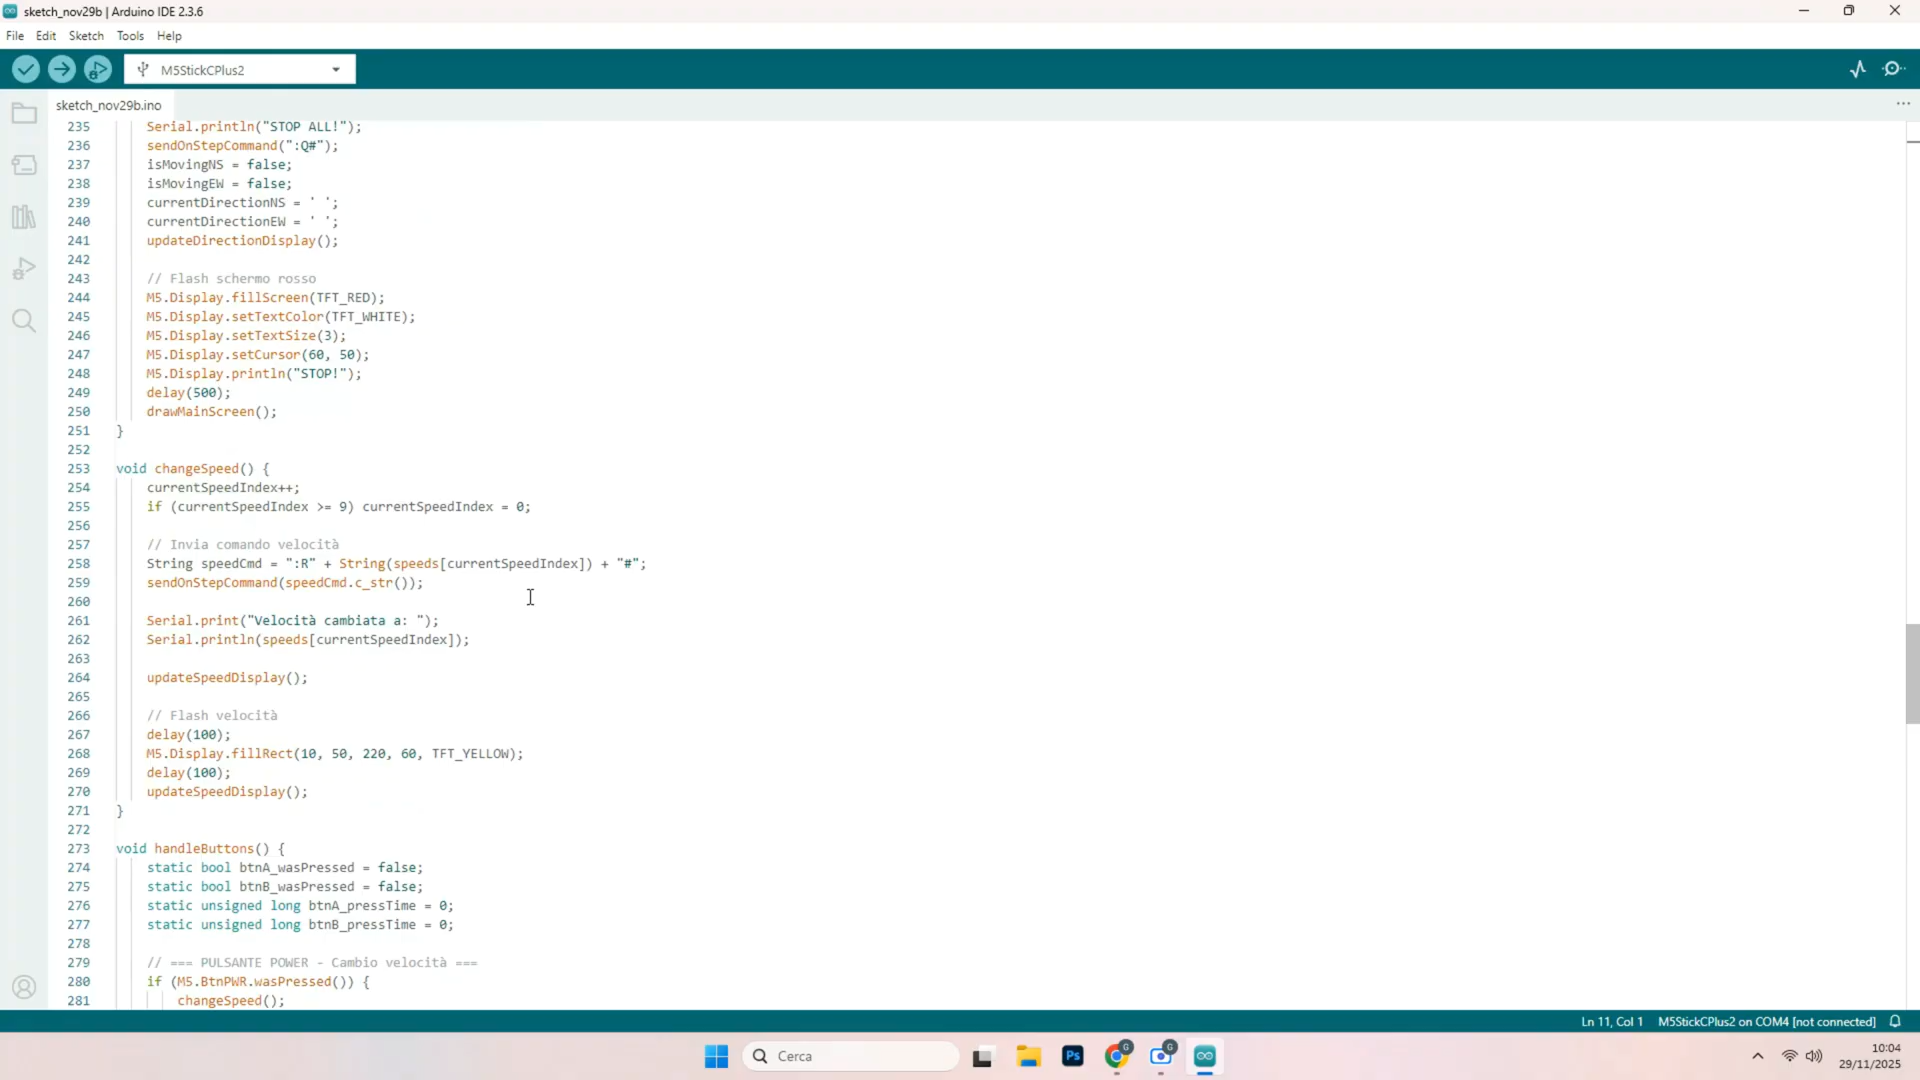 sketch_nov29b | Arduino IDE 2.3.6
File Edit Sketch Tools Help
M5StickCPlus2
sketch_nov29b.ino
235 Serial.println("STOP ALL!");
236 sendOnStepCommand(":Q#");
237 isMovingNS = false;
238 isMovingEW = false;
239 currentDirectionNS = ' ';
240 currentDirectionEW = ' ';
241 updateDirectionDisplay();
242
243 // Flash schermo rosso
244 M5.Display.fillScreen(TFT_RED);
245 M5.Display.setTextColor(TFT_WHITE);
246 M5.Display.setTextSize(3);
247 M5.Display.setCursor(60, 50);
248 M5.Display.println("STOP!");
249 delay(500);
250 drawMainScreen();
251 }
252
253 void changeSpeed() {
254 currentSpeedIndex++;
255 if (currentSpeedIndex >= 9) currentSpeedIndex = 0;
256
257 // Invia comando velocità
258 String speedCmd = ":R" + String(speeds[currentSpeedIndex]) + "#";
259 sendOnStepCommand(speedCmd.c_str());
260
261 Serial.print("Velocità cambiata a: ");
262 Serial.println(speeds[currentSpeedIndex]);
263
264 updateSpeedDisplay();
265
266 // Flash velocità
267 delay(100);
268 M5.Display.fillRect(10, 50, 220, 60, TFT_YELLOW);
269 delay(100);
270 updateSpeedDisplay();
271 }
272
273 void handleButtons() {
274 static bool btnA_wasPressed = false;
275 static bool btnB_wasPressed = false;
276 static unsigned long btnA_pressTime = 0;
277 static unsigned long btnB_pressTime = 0;
278
279 // === PULSANTE POWER - Cambio velocità ===
280 if (M5.BtnPWR.wasPressed()) {
281 changeSpeed();
Ln 11, Col 1 M5StickCPlus2 on COM4 [not connected]
Cerca
Ps
G
G
10:04
29/11/2025